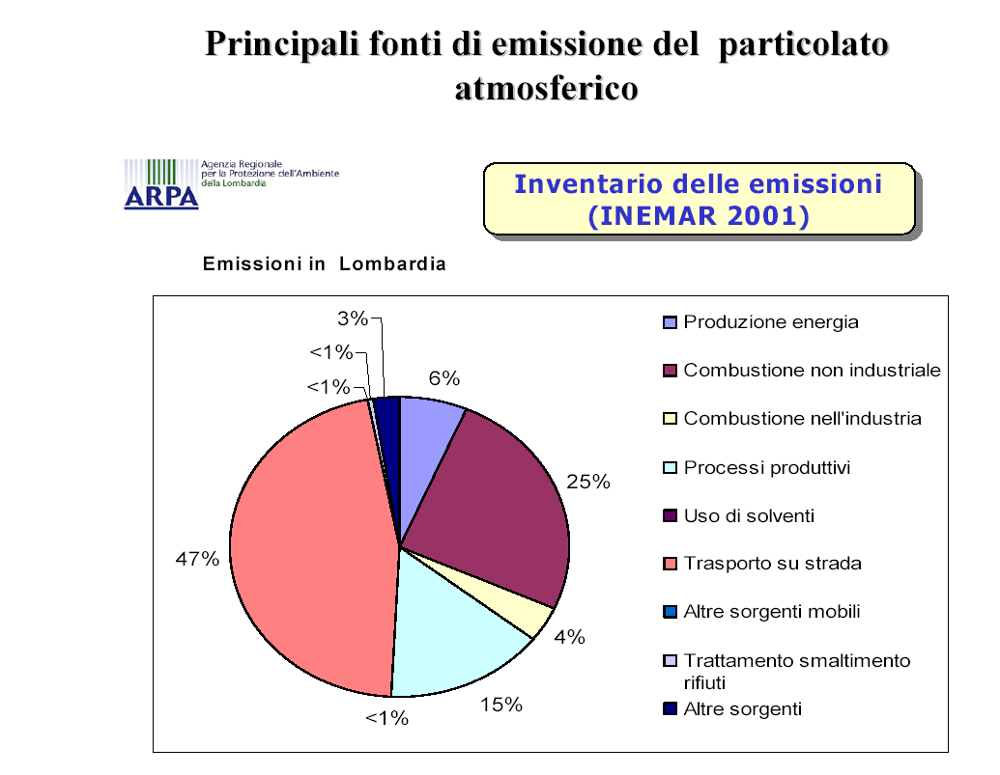 Principali fonti di emissione del particolato
atmosferico
ARPA
Agenzia Regionale
per la Protezione dell'Ambiente
della Lombardia
Inventario delle emissioni
(INEMAR 2001)
Emissioni in Lombardia
3%
<1%
<1%
6%
25%
47%
4%
15%
<1%
Produzione energia
Combustione non industriale
Combustione nell'industria
Processi produttivi
Uso di solventi
Trasporto su strada
Altre sorgenti mobili
Trattamento smaltimento
rifiuti
Altre sorgenti